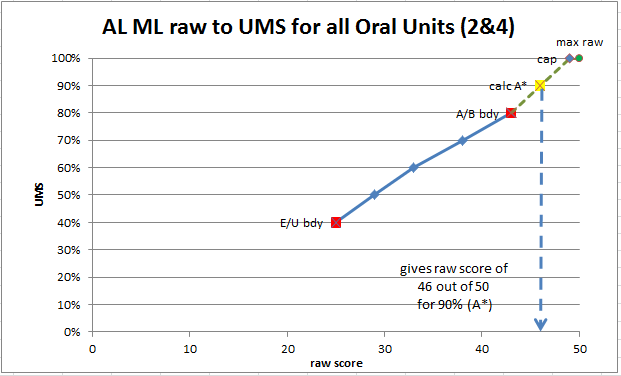 AL ML raw to UMS for all Oral Units (2&4)
max raw
cap
100%
90%
calc A*
80%
A/B bdy
70%
60%
50%
40%
E/U bdy
30%
20%
10%
0%
UMS
gives raw score of
46 out of 50
for 90% (A*)
0
10
20
30
40
50
raw score